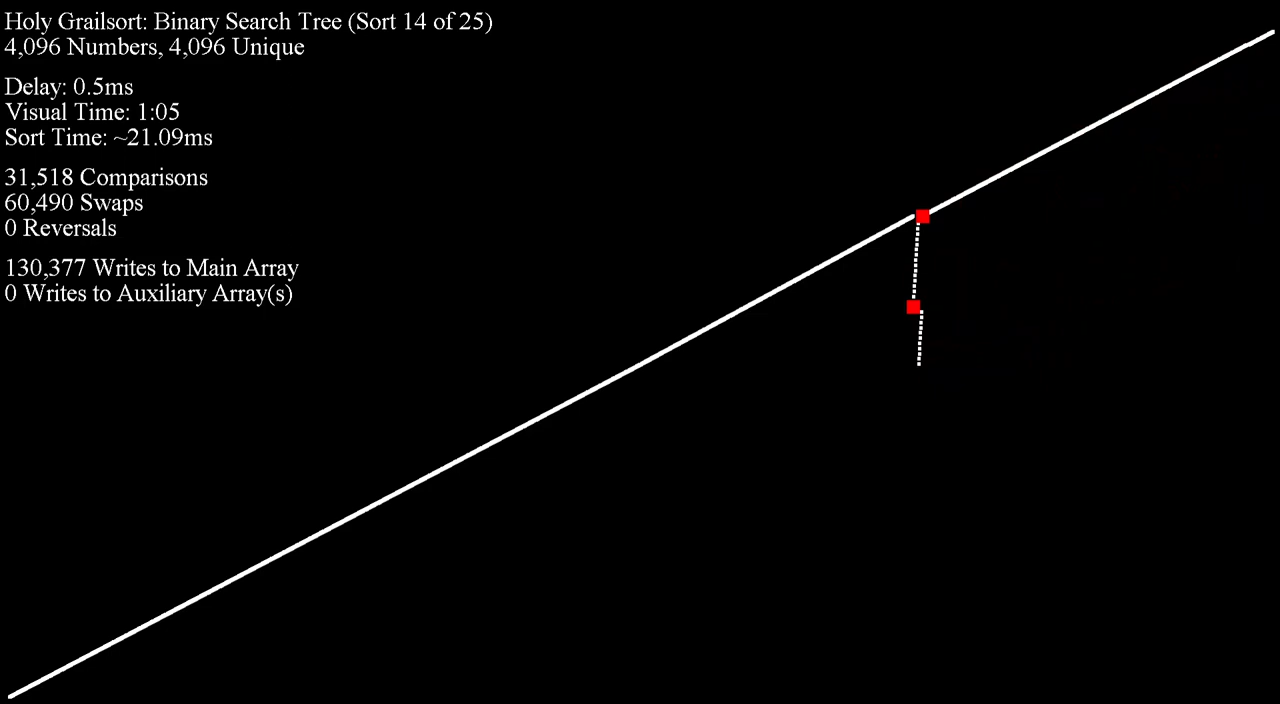 Holy Grailsort: Binary Search Tree (Sort 14 of 25)
4,096 Numbers, 4,096 Unique
Delay: 0.5ms
Visual Time: 1:05
Sort Time: ~21.09ms
31,518 Comparisons
60,490 Swaps
0 Reversals
130,377 Writes to Main Array
0 Writes to Auxiliary Array(s)